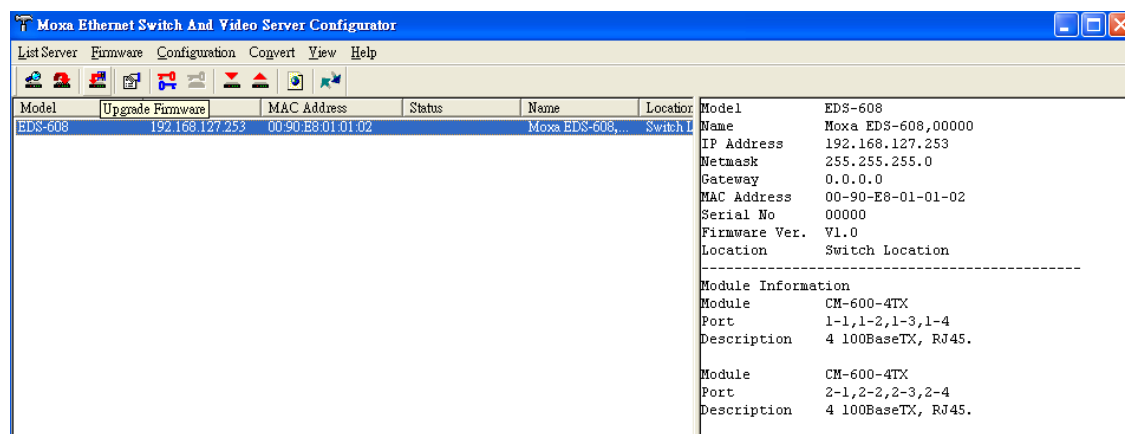 Moxa Ethernet Switch And Video Server Configurator
List Server Firmware Configuration Convert View Help
Model Upgrade Firmware MAC Address Status Name Location
EDS-608 192.168.127.253 00:90:E8:01:01:02 Moxa EDS-608,... Switch L
Model EDS-608
Name Moxa EDS-608,00000
IP Address 192.168.127.253
Netmask 255.255.255.0
Gateway 0.0.0.0
MAC Address 00-90-E8-01-01-02
Serial No 00000
Firmware Ver. V1.0
Location Switch Location
----------------------------------------------
Module Information
Module CM-600-4TX
Port 1-1,1-2,1-3,1-4
Description 4 100BaseTX, RJ45.
Module CM-600-4TX
Port 2-1,2-2,2-3,2-4
Description 4 100BaseTX, RJ45.